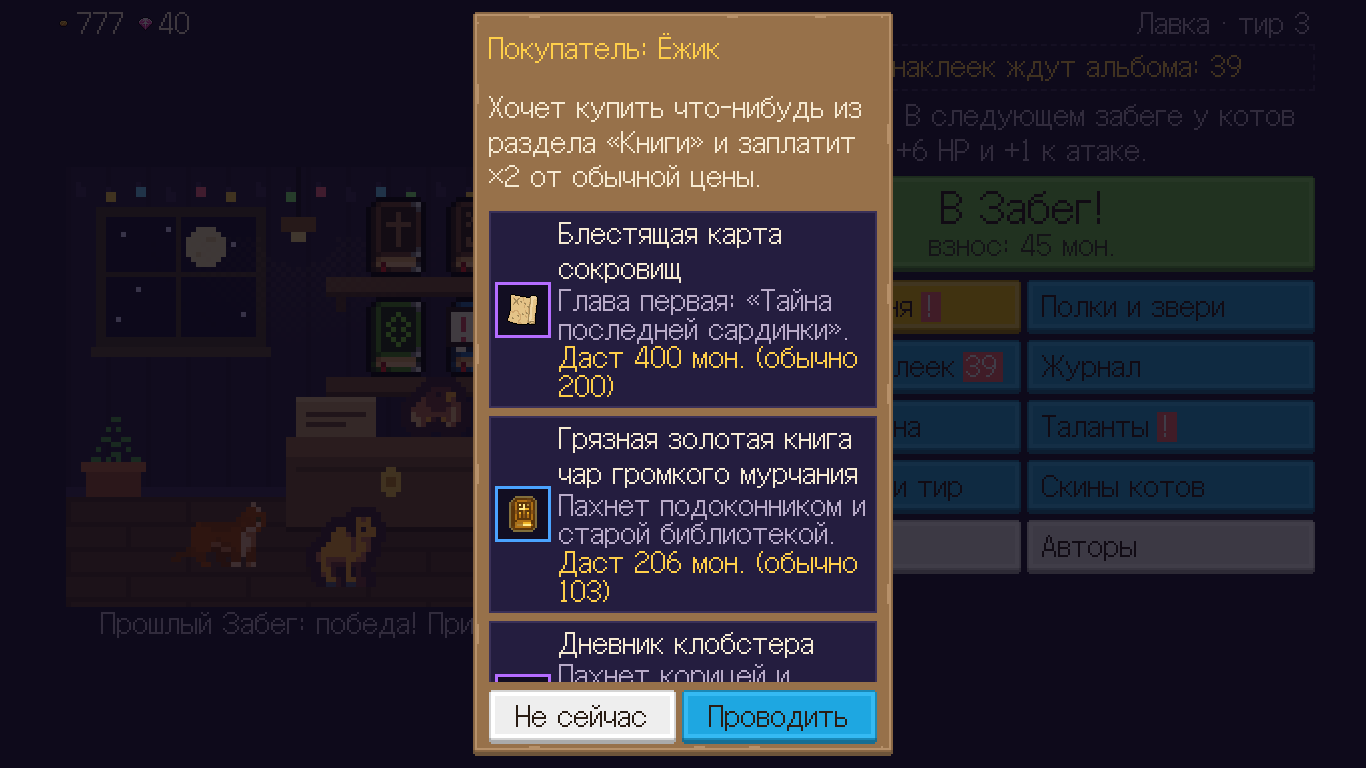 777 40
Лавка · тир 3
наклеек ждут альбома: 39
В следующем забеге у котов
+6 HP и +1 к атаке.
В Забег!
взнос: 45 мон.
!
Полки и звери
39
Журнал
Таланты !
и тир
Скины котов
Авторы
Прошлый Забег: победа!
Покупатель: Ёжик
Хочет купить что-нибудь из
раздела «Книги» и заплатит
×2 от обычной цены.
Блестящая карта
сокровищ
Глава первая: «Тайна
последней сардинки».
Даст 400 мон. (обычно
200)
Грязная золотая книга
чар громкого мурчания
Пахнет подоконником и
старой библиотекой.
Даст 206 мон. (обычно
103)
Дневник клобстера
Пахнет корицей и
Не сейчас
Проводить